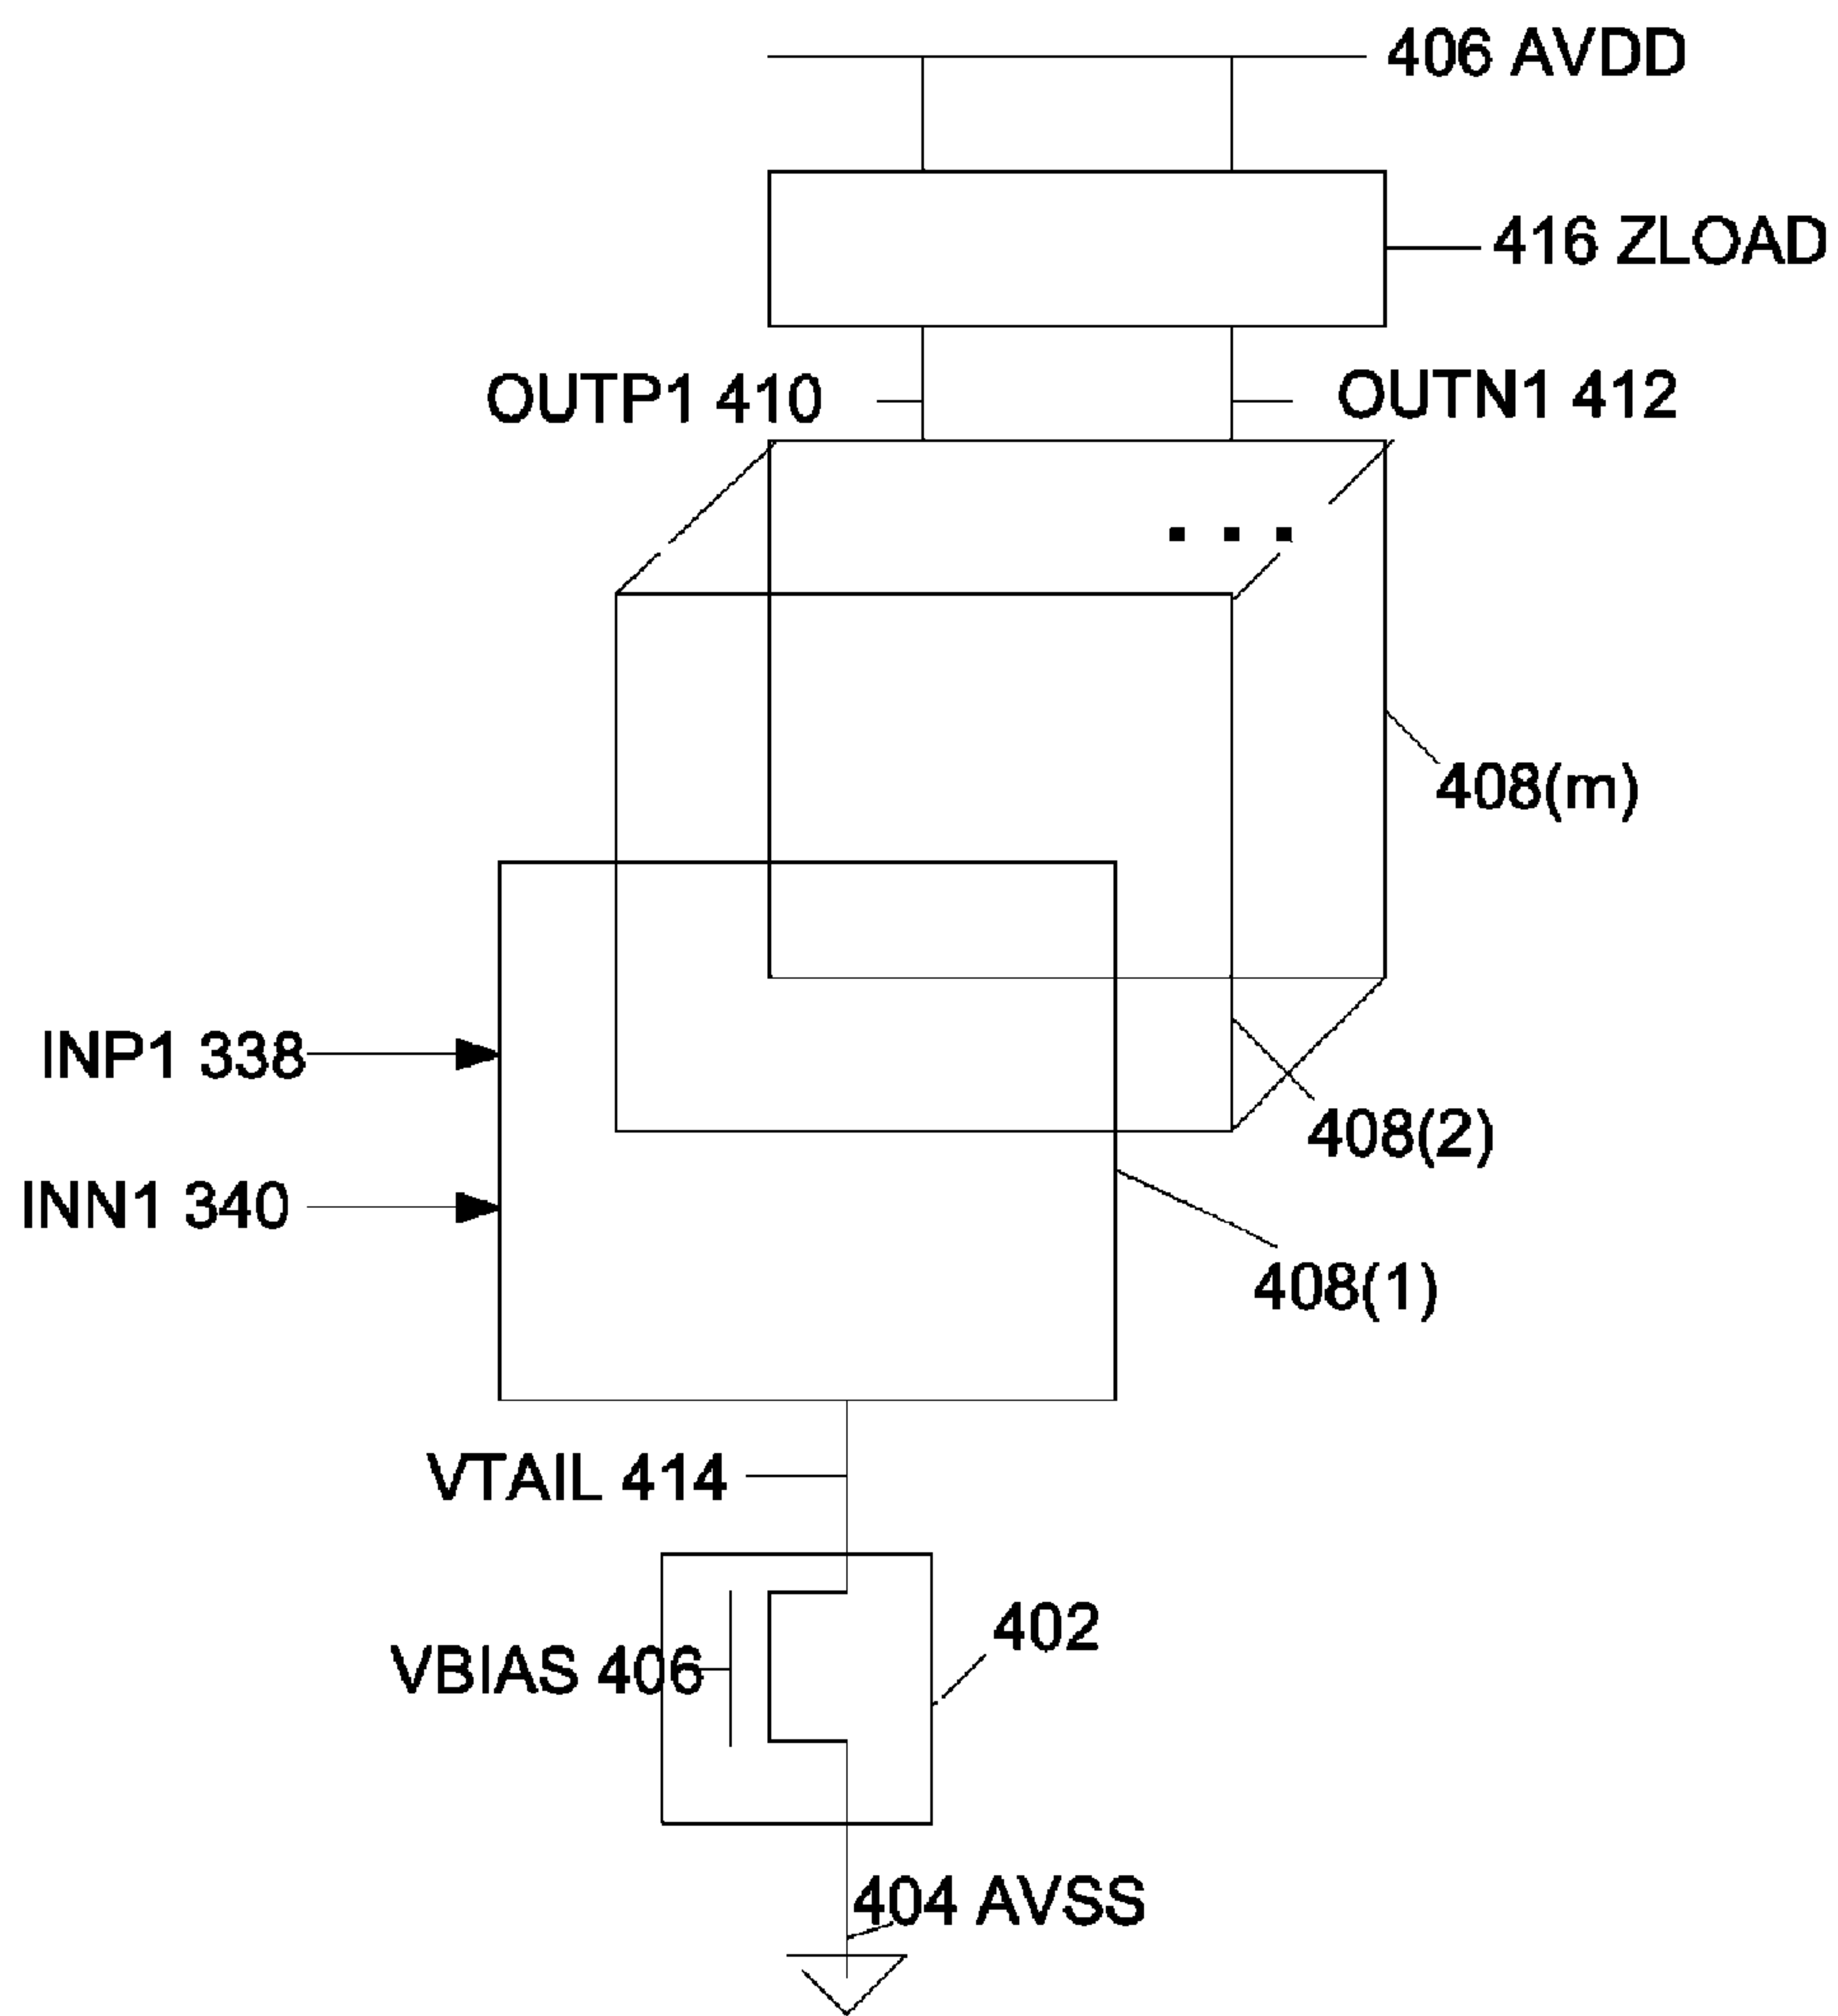 406 AVDD
416 ZLOAD
OUTP1 410
OUTN1 412
408(m)
INP1 338
408(2)
INN1 340
408(1)
VTAIL 414
402
VBIAS 406
404 AVSS